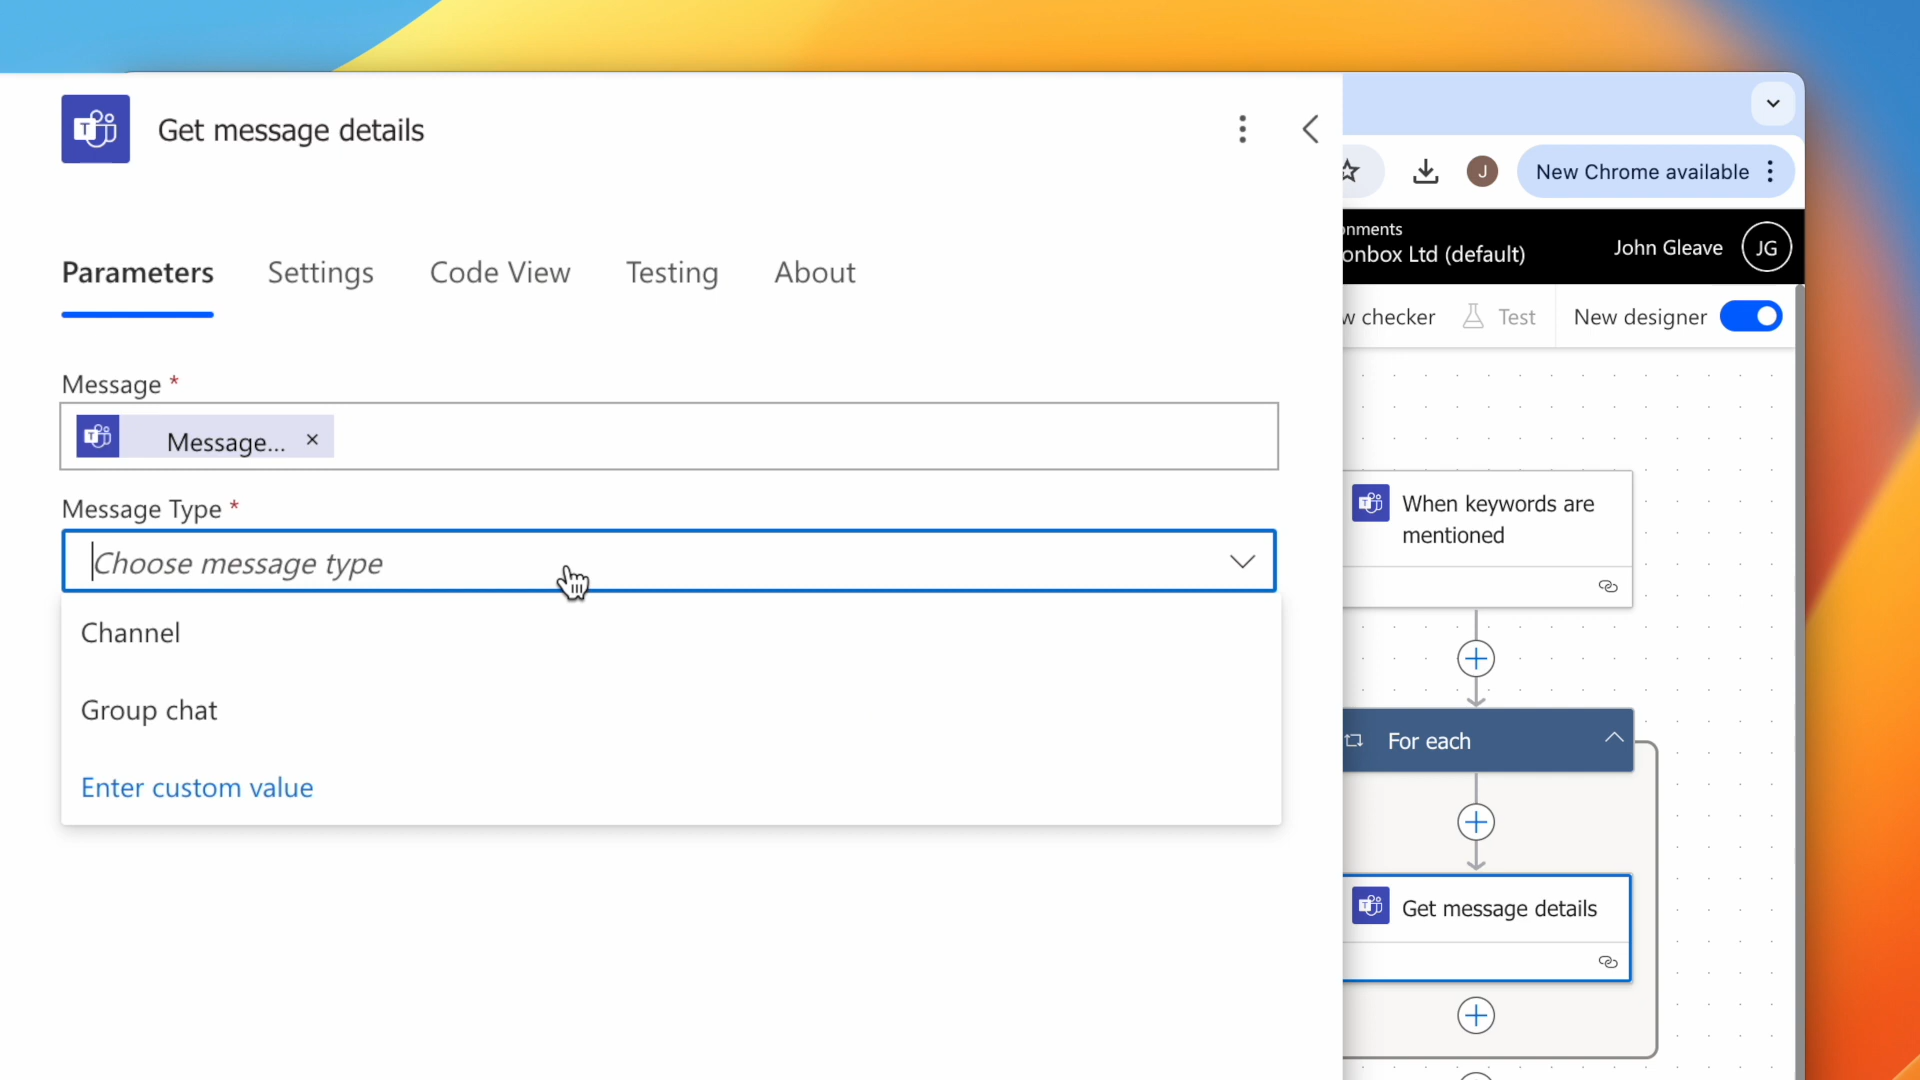 Get message details
Parameters Settings Code View Testing About
Message *
Message... ×
Message Type *
Choose message type
Channel
Group chat
Enter custom value
J
New Chrome available
onments
onbox Ltd (default)
John Gleave
JG
w checker
Test
New designer
When keywords are
mentioned
For each
Get message details